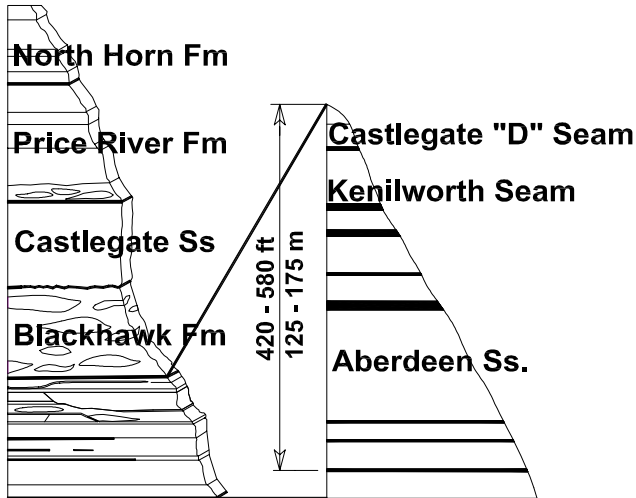 North Horn Fm
Price River Fm
Castlegate Ss
Blackhawk Fm
420 - 580 ft
125 - 175 m
Castlegate "D" Seam
Kenilworth Seam
Aberdeen Ss.